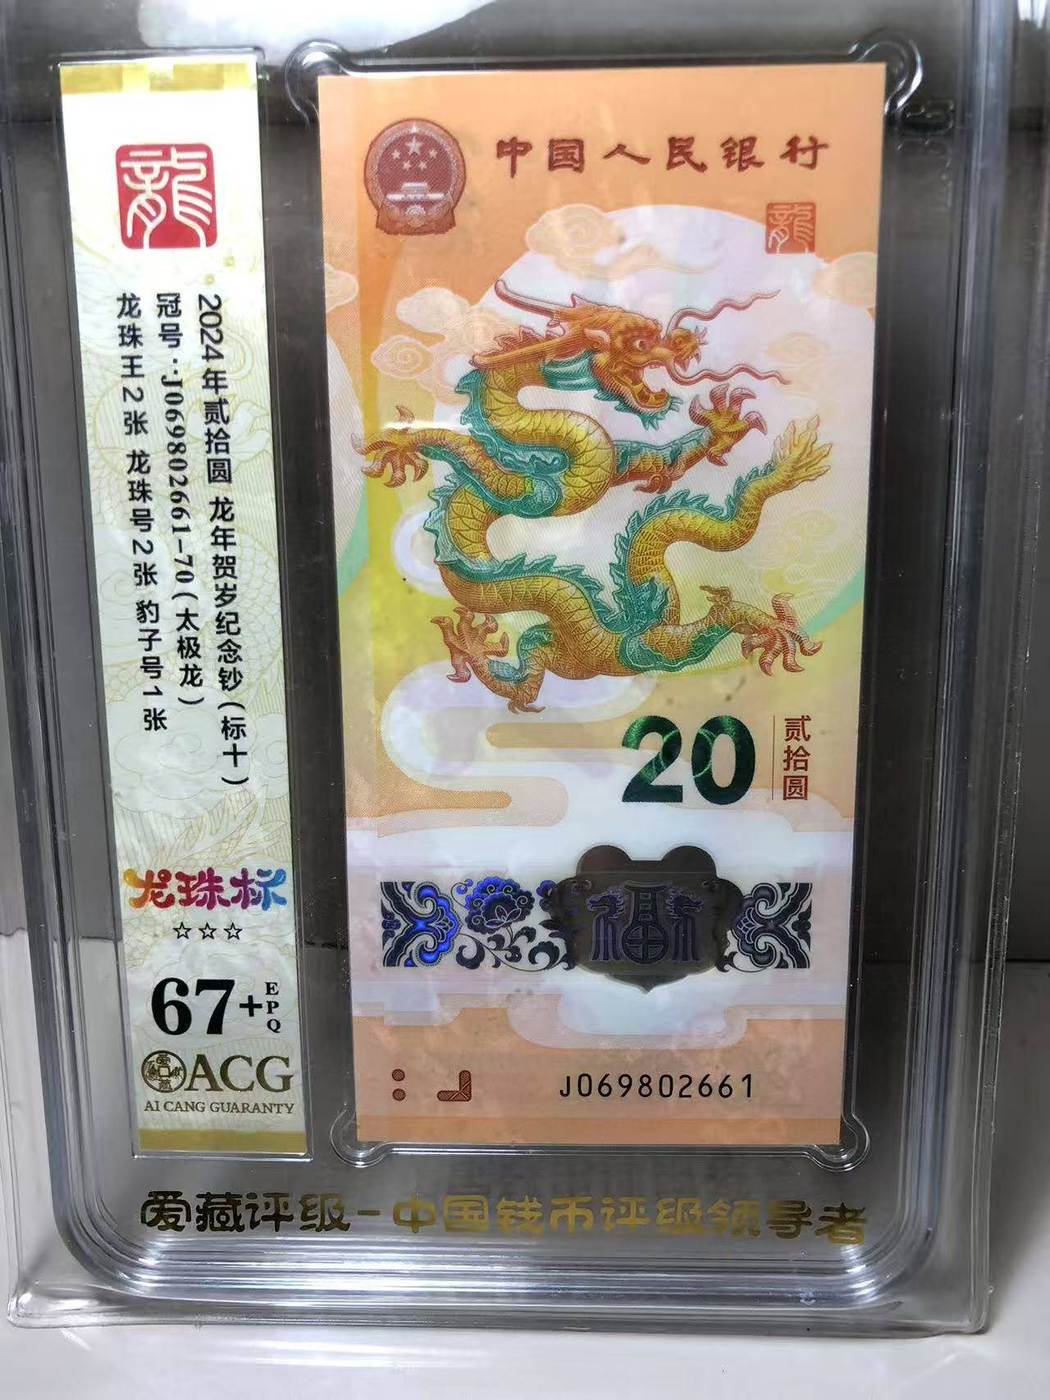 龍
2024年贰拾圆 龙年贺岁纪念钞(标十)
冠号:J069802661-70(太极龙)
龙珠王2张 龙珠号2张 豹子号1张
龙珠标
☆☆☆
67+EPQ
ACG
AI CANG GUARANTY
中国人民银行
龍
20
贰拾圆
福
J069802661
爱藏评级-中国钱币评级领导者